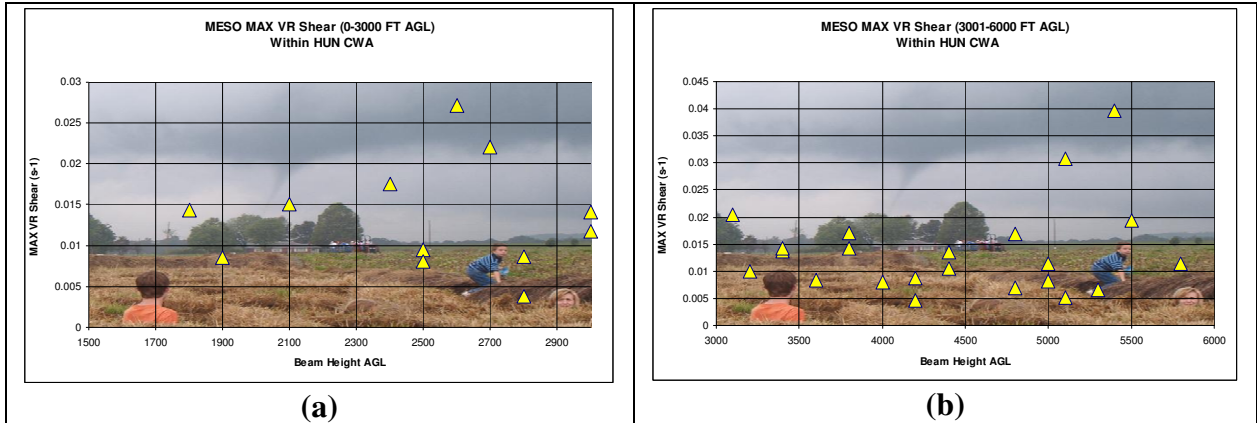 MESO MAX VR Shear (0-3000 FT AGL)
Within HUN CWA
0.03
0.025
0.02
0.015
0.01
0.005
0
MAX VR Shear (s-1)
1500 1700 1900 2100 2300 2500 2700 2900
Beam Height AGL
(a)
MESO MAX VR Shear (3001-6000 FT AGL)
Within HUN CWA
0.045
0.04
0.035
0.03
0.025
0.02
0.015
0.01
0.005
0
MAX VR Shear (s-1)
3000 3500 4000 4500 5000 5500 6000
Beam Height AGL
(b)